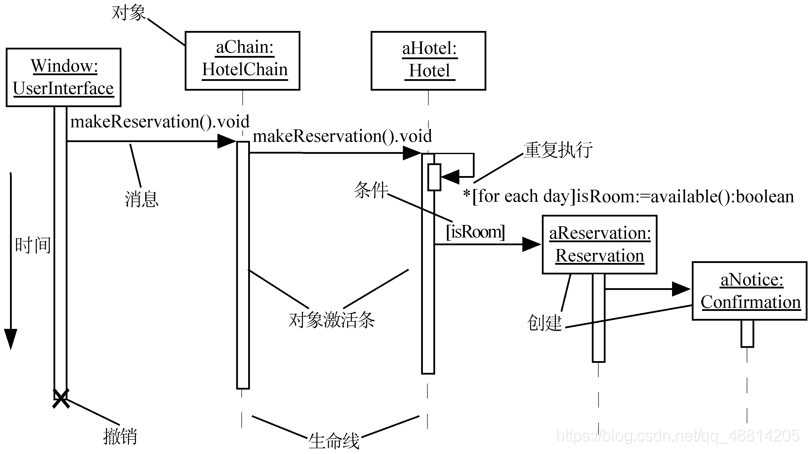 对象
aChain:
HotelChain
aHotel:
Hotel
Window:
UserInterface
makeReservation().void
makeReservation().void
重复执行
消息
条件
*[for each day]isRoom:=available():boolean
[isRoom]
aReservation:
Reservation
时间
aNotice:
Confirmation
对象激活条
创建
撤销
生命线
https://blog.csdn.net/qq_48814205